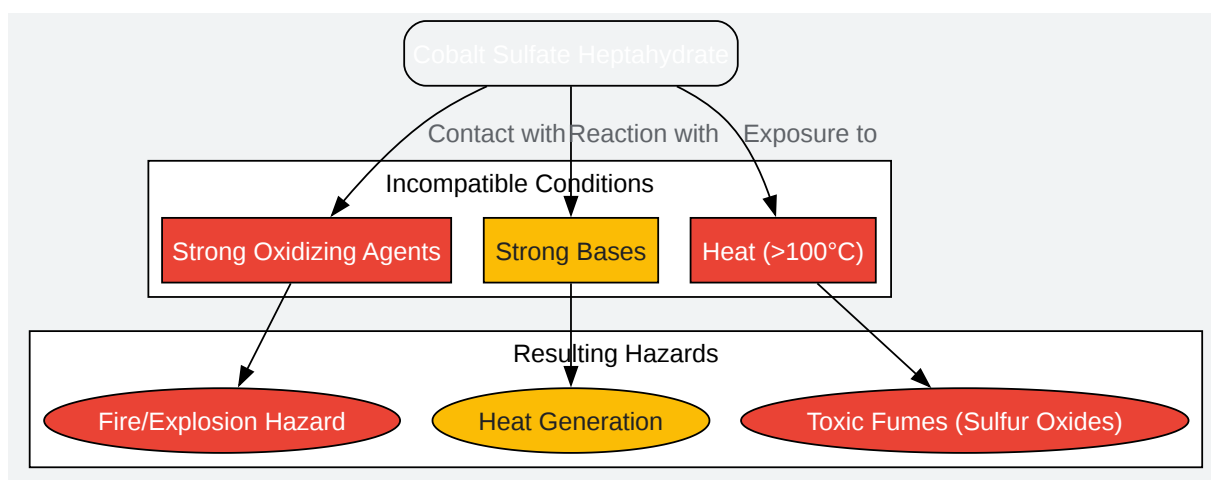 Cobalt Sulfate Heptahydrate
Contact with
Reaction with
Exposure to
Incompatible Conditions
Strong Oxidizing Agents
Strong Bases
Heat (>100°C)
Resulting Hazards
Fire/Explosion Hazard
Heat Generation
Toxic Fumes (Sulfur Oxides)